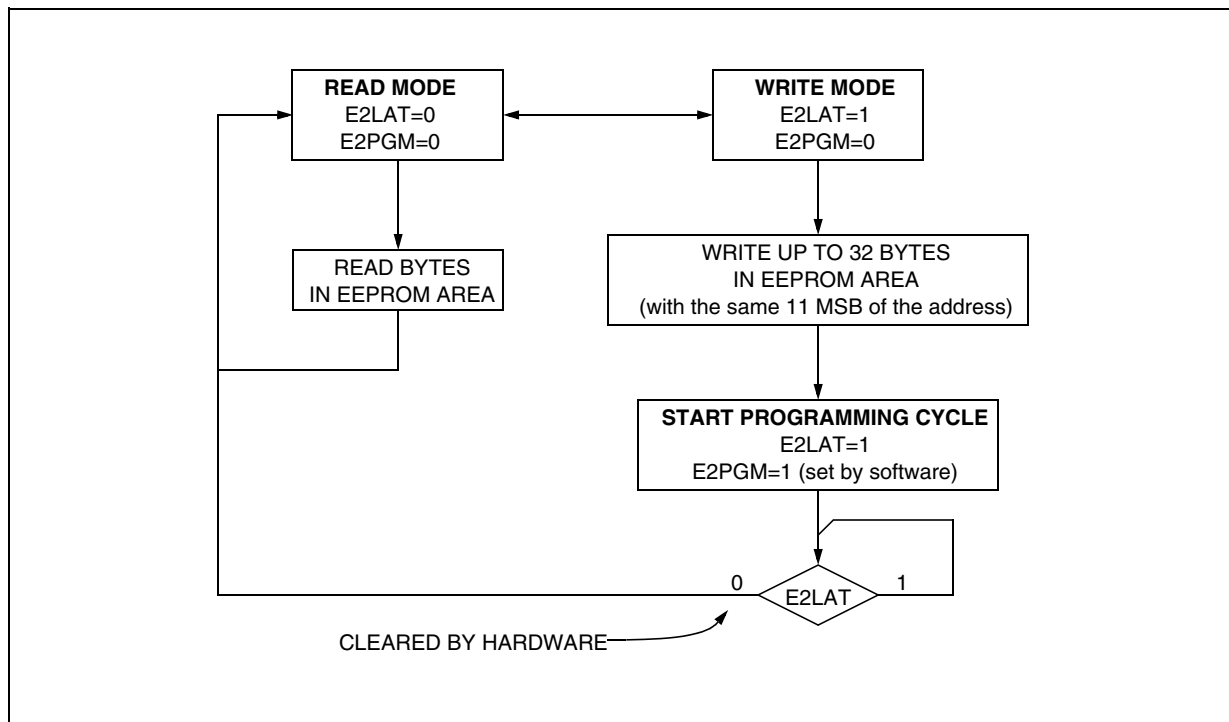 READ MODE
E2LAT=0
E2PGM=0
WRITE MODE
E2LAT=1
E2PGM=0
READ BYTES
IN EEPROM AREA
WRITE UP TO 32 BYTES
IN EEPROM AREA
(with the same 11 MSB of the address)
START PROGRAMMING CYCLE
E2LAT=1
E2PGM=1 (set by software)
0
E2LAT
1
CLEARED BY HARDWARE